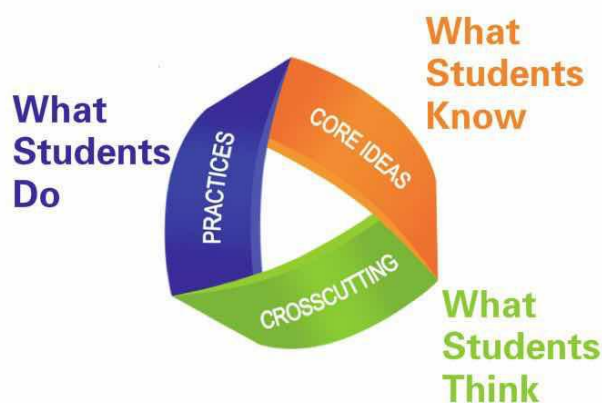 What
Students
Know
What
Students
Do
PRACTICES
CORE IDEAS
CROSSCUTTING
What
Students
Think